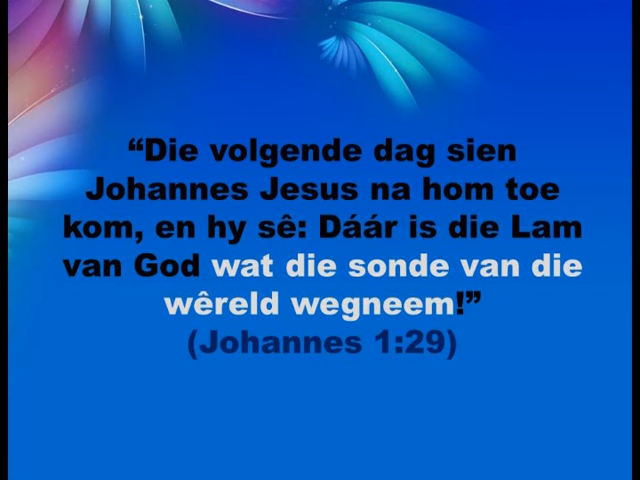 “Die volgende dag sien
Johannes Jesus na hom toe
kom, en hy sê: Dáár is die Lam
van God wat die sonde van die
wêreld wegneem!”
(Johannes 1:29)